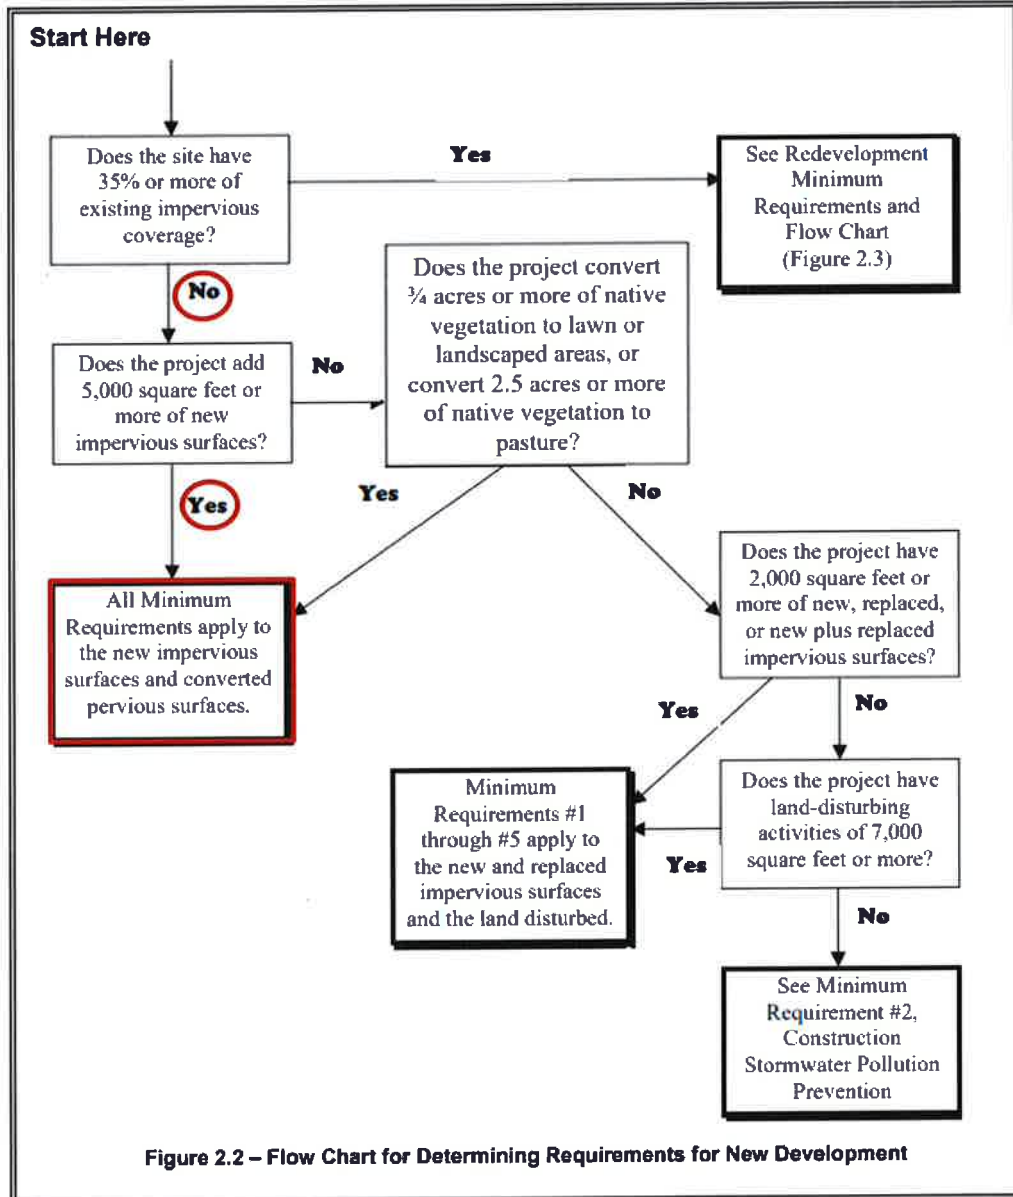 Start Here
Does the site have
35% or more of
existing impervious
coverage?
Yes
See Redevelopment
Minimum
Requirements and
Flow Chart
(Figure 2.3)
No
Does the project convert
¾ acres or more of native
vegetation to lawn or
landscaped areas, or
convert 2.5 acres or more
of native vegetation to
pasture?
Does the project add
5,000 square feet or
more of new
impervious surfaces?
No
Yes
Yes
No
All Minimum
Requirements apply to
the new impervious
surfaces and converted
pervious surfaces.
Does the project have
2,000 square feet or
more of new, replaced,
or new plus replaced
impervious surfaces?
Yes
No
Minimum
Requirements #1
through #5 apply to
the new and replaced
impervious surfaces
and the land disturbed.
Does the project have
land-disturbing
activities of 7,000
square feet or more?
Yes
No
See Minimum
Requirement #2,
Construction
Stormwater Pollution
Prevention
Figure 2.2 – Flow Chart for Determining Requirements for New Development